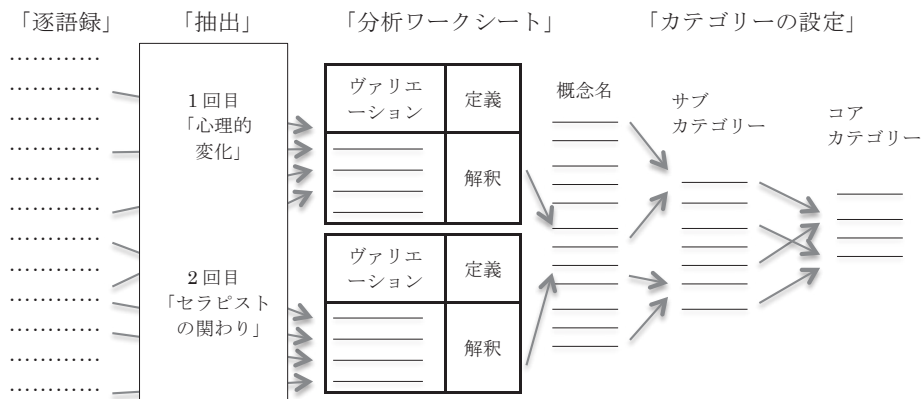 「逐語録」 「抽出」 「分析ワークシート」 「カテゴリーの設定」
…………
…………
…………
…………
…………
…………
…………
…………
…………
…………
…………
…………
1回目
「心理的
変化」
2回目
「セラピスト
の関わり」
ヴァリエ
ーション
定義
解釈
ヴァリエ
ーション
定義
解釈
概念名
サブ
カテゴリー
コア
カテゴリー